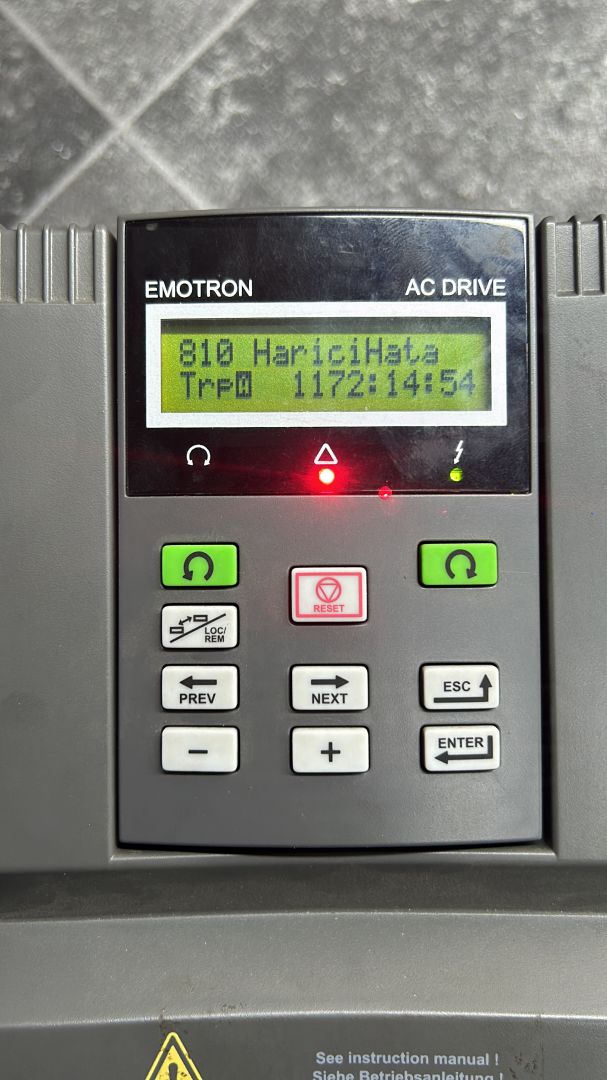 EMOTRON AC DRIVE
810 HariciHata
Trp0 1172:14:54
RESET
LOC/
REM
PREV
NEXT
ESC
-
+
ENTER
See instruction manual !
Siehe Betriebsanleitung !